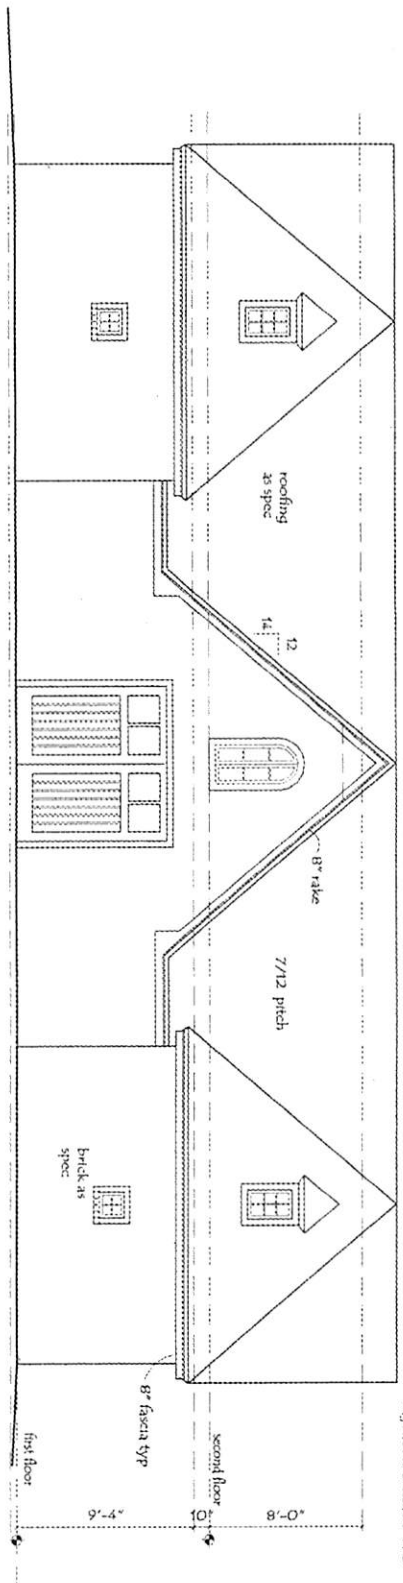 roofing
as spec
12
14
8" rake
7/12 pitch
brick as
spec
8" fascia typ
first floor
second floor
9'-4"
10"
8'-0"